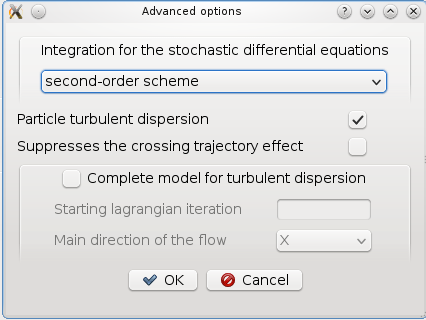 Advanced options
Integration for the stochastic differential equations
second-order scheme
Particle turbulent dispersion
Suppresses the crossing trajectory effect
Complete model for turbulent dispersion
Starting lagrangian iteration
Main direction of the flow X
OK Cancel